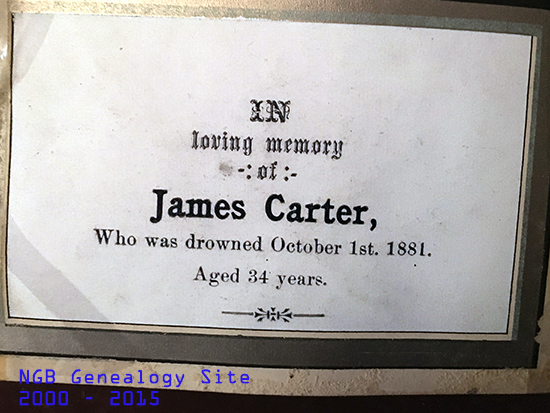 IN
loving memory
-: of :-
James Carter,
Who was drowned October 1st. 1881.
Aged 34 years.
NGB Genealogy Site
2000 - 2015